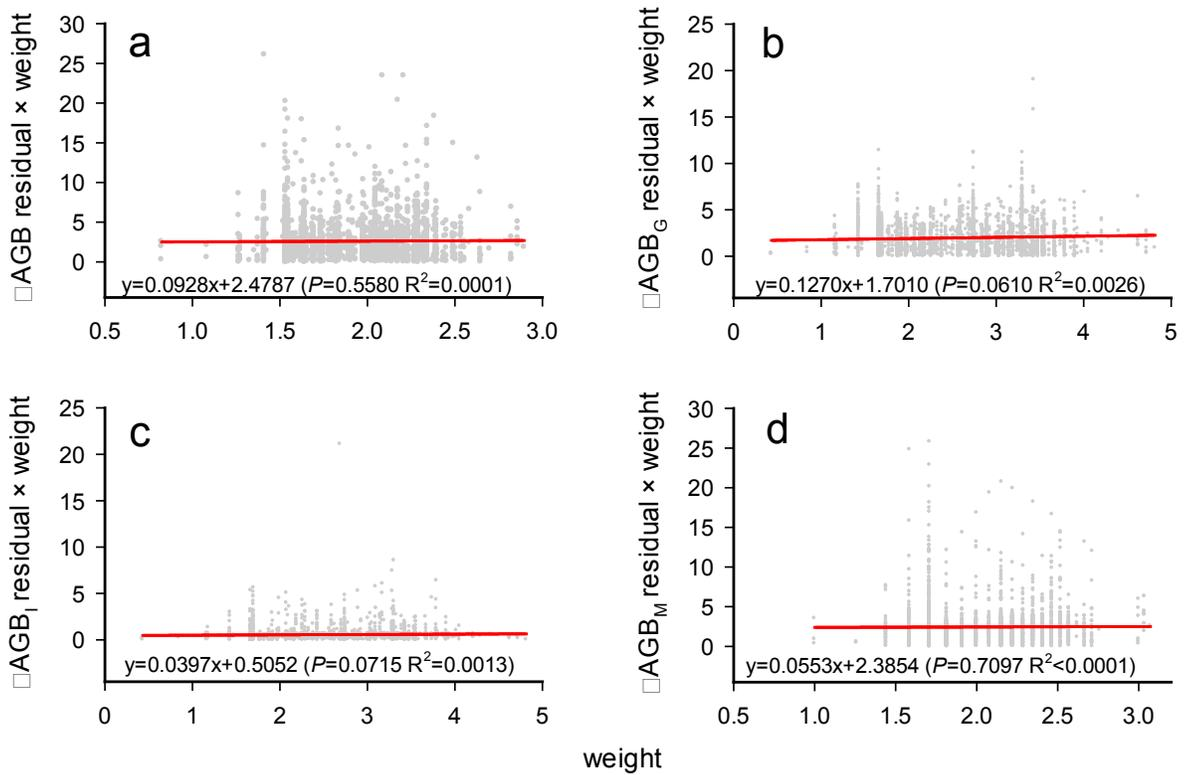 a
□AGB residual × weight
30
25
20
15
10
5
0
y=0.0928x+2.4787 (P=0.5580 R²=0.0001)
0.5 1.0 1.5 2.0 2.5 3.0
b
□AGB_G residual × weight
25
20
15
10
5
0
y=0.1270x+1.7010 (P=0.0610 R²=0.0026)
0 1 2 3 4 5
c
□AGB_I residual × weight
25
20
15
10
5
0
y=0.0397x+0.5052 (P=0.0715 R²=0.0013)
0 1 2 3 4 5
d
□AGB_M residual × weight
30
25
20
15
10
5
0
y=0.0553x+2.3854 (P=0.7097 R²<0.0001)
0.5 1.0 1.5 2.0 2.5 3.0
weight